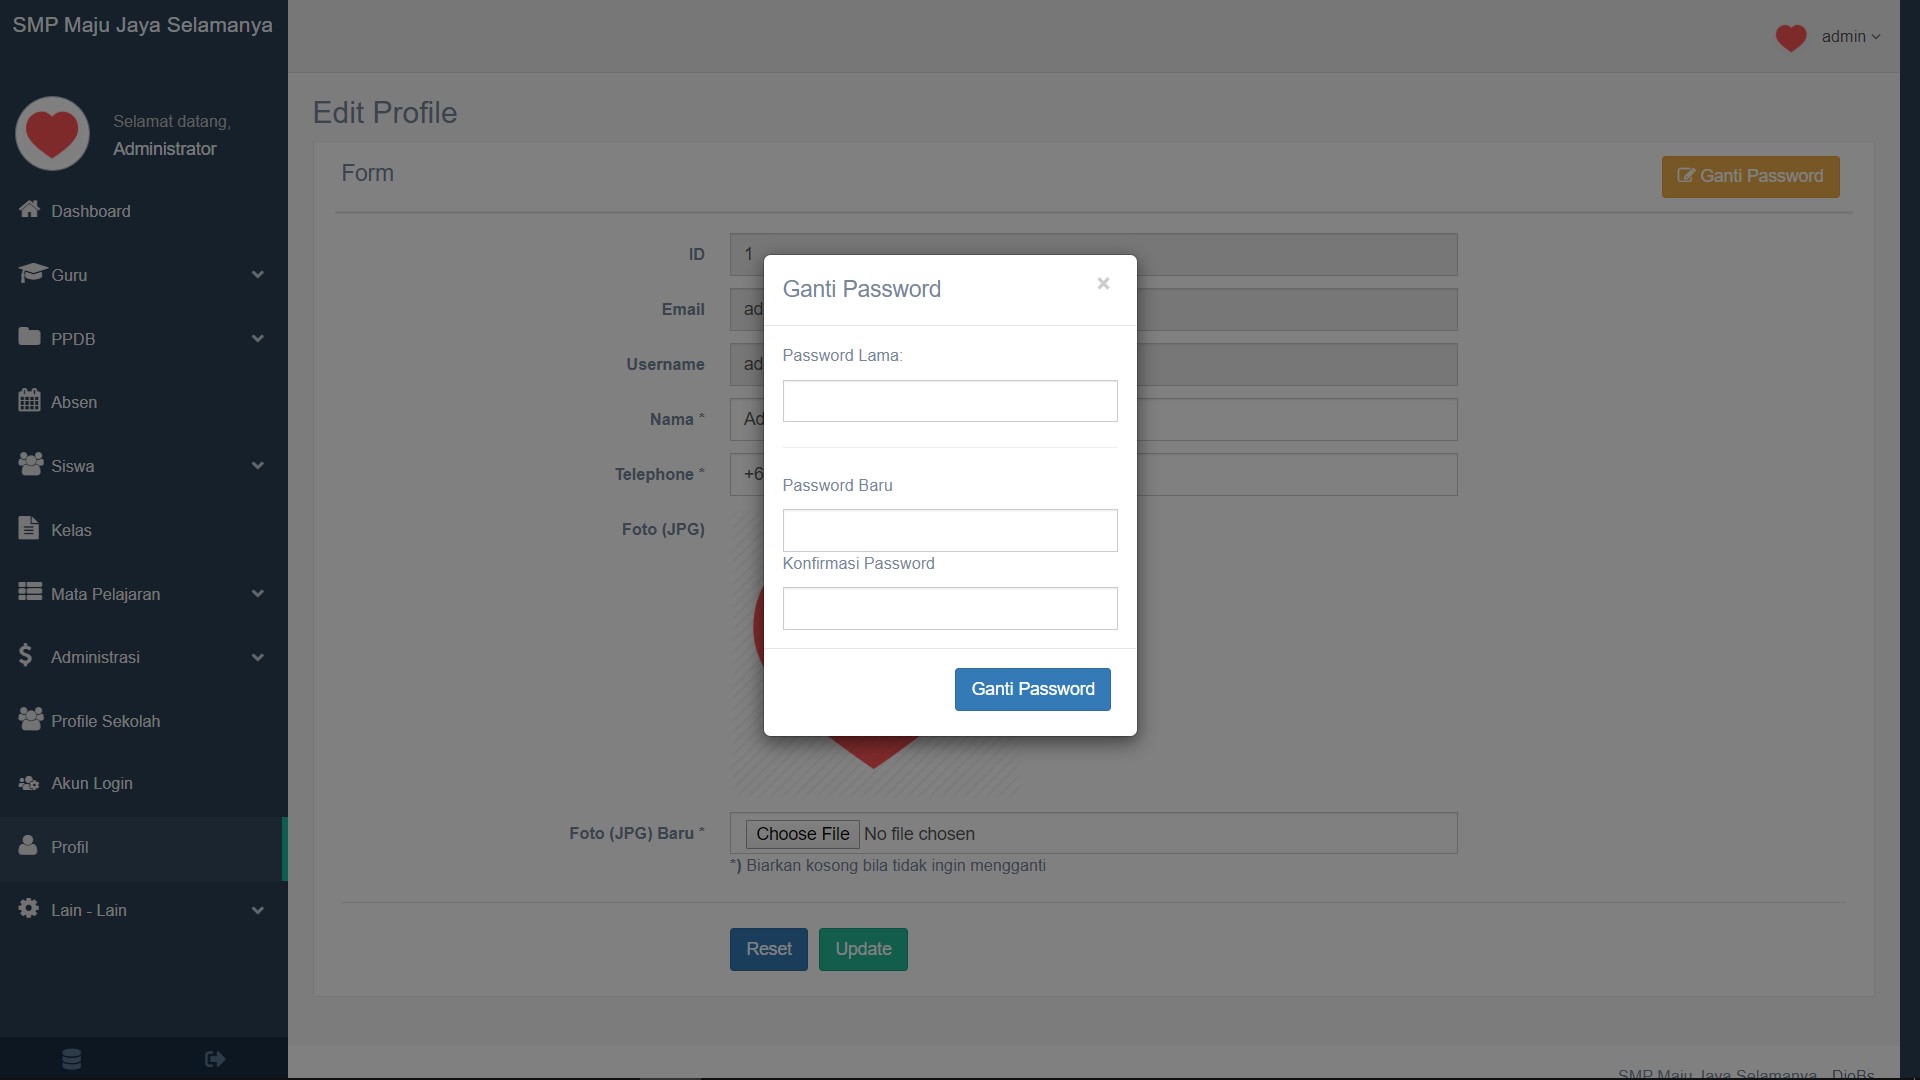 SMP Maju Jaya Selamanya
admin
Selamat datang,
Administrator
Dashboard
Guru
PPDB
Absen
Siswa
Kelas
Mata Pelajaran
Administrasi
Profile Sekolah
Akun Login
Profil
Lain - Lain
Edit Profile
Form
Ganti Password
ID
1
Email
ad
Username
ad
Nama *
Ad
Telephone *
+6
Foto (JPG)
Ganti Password
×
Password Lama:
Password Baru
Konfirmasi Password
Ganti Password
Foto (JPG) Baru *
Choose File No file chosen
*) Biarkan kosong bila tidak ingin mengganti
Reset
Update
SMP Maju Jaya Selamanya - DioBs